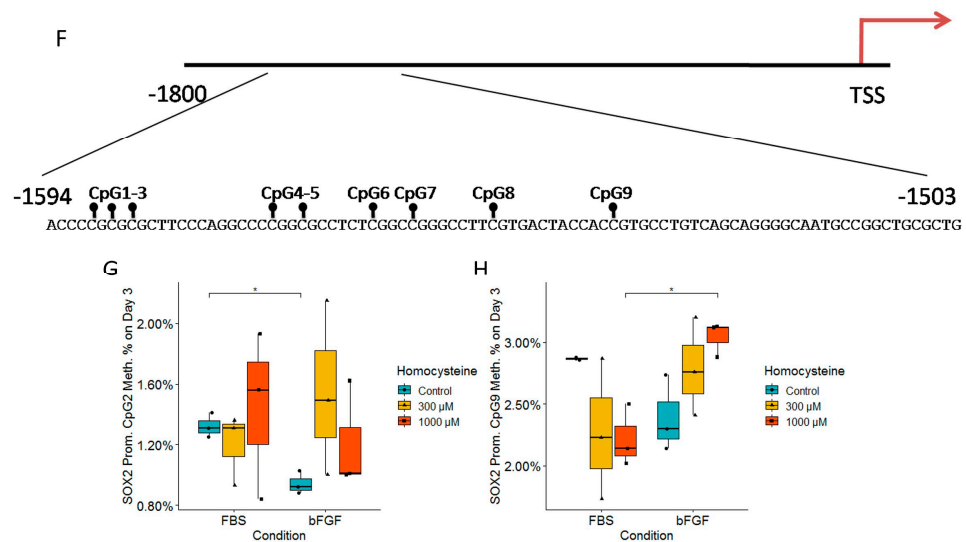 F
-1800
TSS
-1594 CpG1-3 CpG4-5 CpG6 CpG7 CpG8 CpG9 -1503
ACCCCGCGCGCTTCCCAGGCCCCGGCGCCTCTCGGCCGGGCCTTCGTGACTACCACCGTGCCTGTCAGCAGGGGCAATGCCGGCTGCGCTG
G
SOX2 Prom. CpG2 Meth. % on Day 3
2.00%
1.60%
1.20%
0.80%
*
FBS bFGF
Condition
Homocysteine
Control
300 μM
1000 μM
H
SOX2 Prom. CpG9 Meth. % on Day 3
3.00%
2.50%
2.00%
*
FBS bFGF
Condition
Homocysteine
Control
300 μM
1000 μM